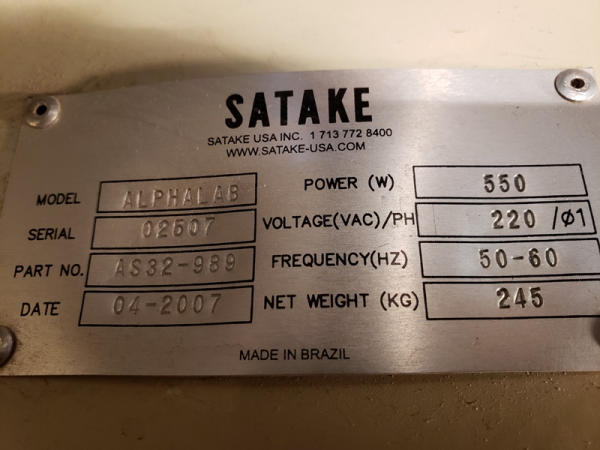 SATAKE
SATAKE USA INC. 1 713 772 8400
WWW.SATAKE-USA.COM
MODEL ALPHALAB
SERIAL 02507
PART NO. AS32-989
DATE 04-2007
POWER (W) 550
VOLTAGE(VAC)/PH 220 /Ø1
FREQUENCY(HZ) 50-60
NET WEIGHT (KG) 245
MADE IN BRAZIL